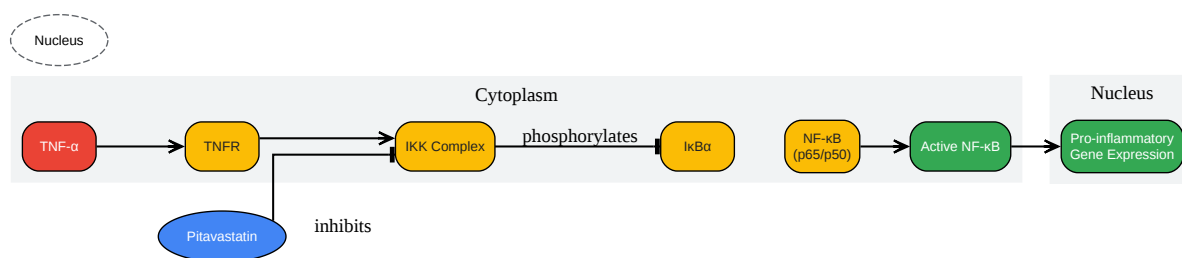 Nucleus
Cytoplasm
Nucleus
TNF-α
TNFR
IKK Complex
phosphorylates
IκBα
NF-κB
(p65/p50)
Active NF-κB
Pro-inflammatory
Gene Expression
Pitavastatin
inhibits